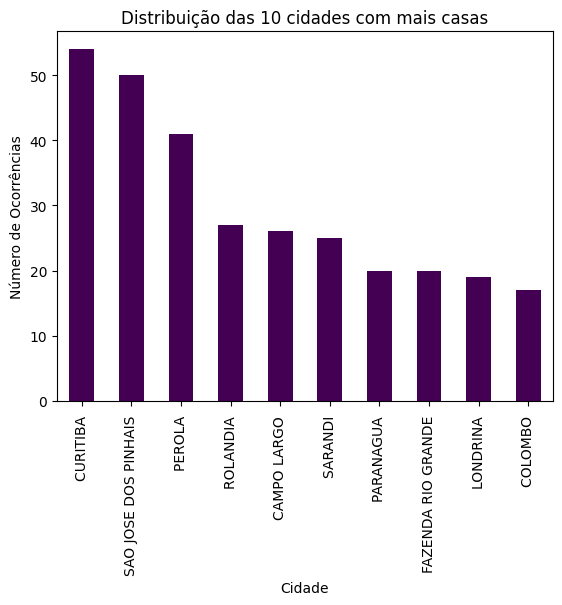 Distribuição das 10 cidades com mais casas
Número de Ocorrências
50
40
30
20
10
0
CURITIBA
SAO JOSE DOS PINHAIS
PEROLA
ROLANDIA
CAMPO LARGO
SARANDI
PARANAGUA
FAZENDA RIO GRANDE
LONDRINA
COLOMBO
Cidade